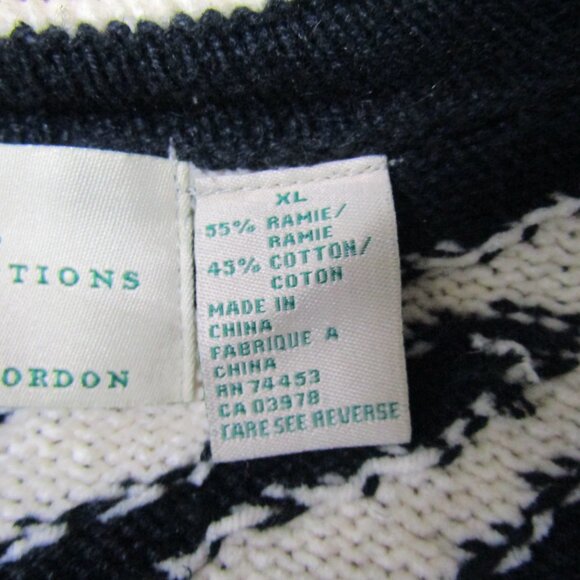 TIONS
ORDON
XL
55% RAMIE/
RAMIE
45% COTTON/
COTON
MADE IN
CHINA
FABRIQUE A
CHINA
RN 74453
CA 03978
CARE SEE REVERSE